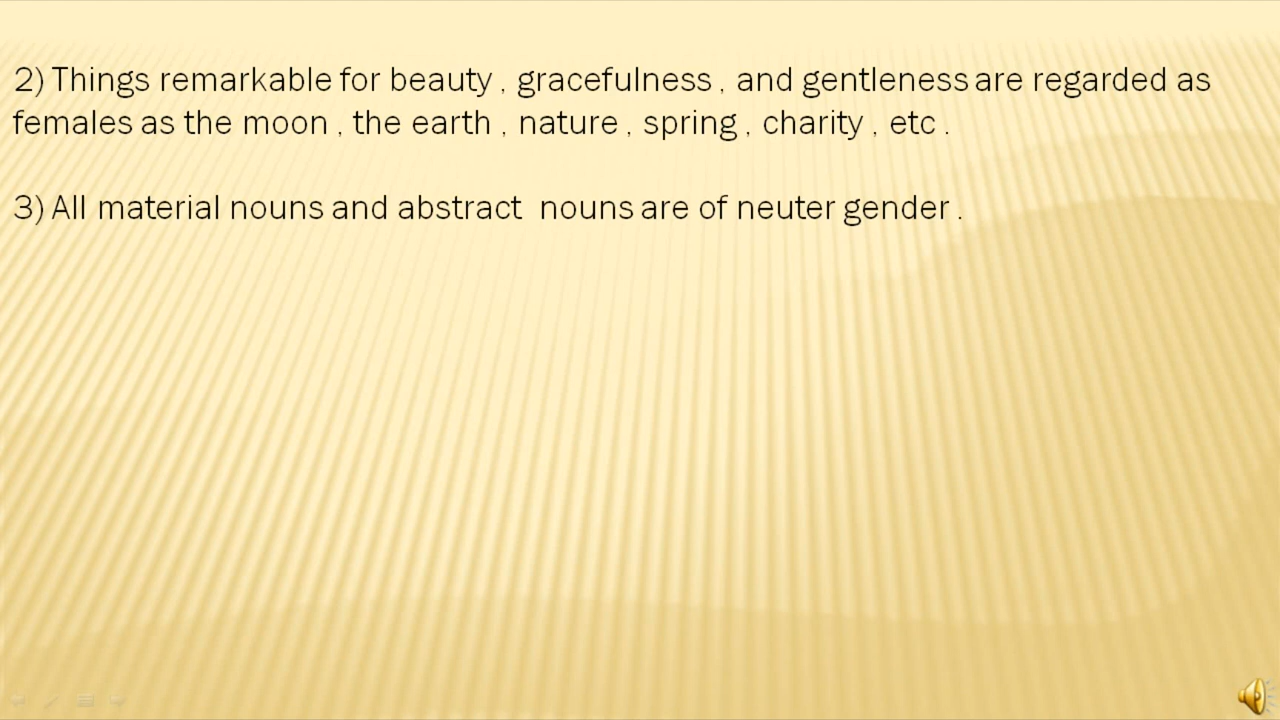 2) Things remarkable for beauty , gracefulness , and gentleness are regarded as
females as the moon , the earth , nature , spring , charity , etc .
3) All material nouns and abstract  nouns are of neuter gender .